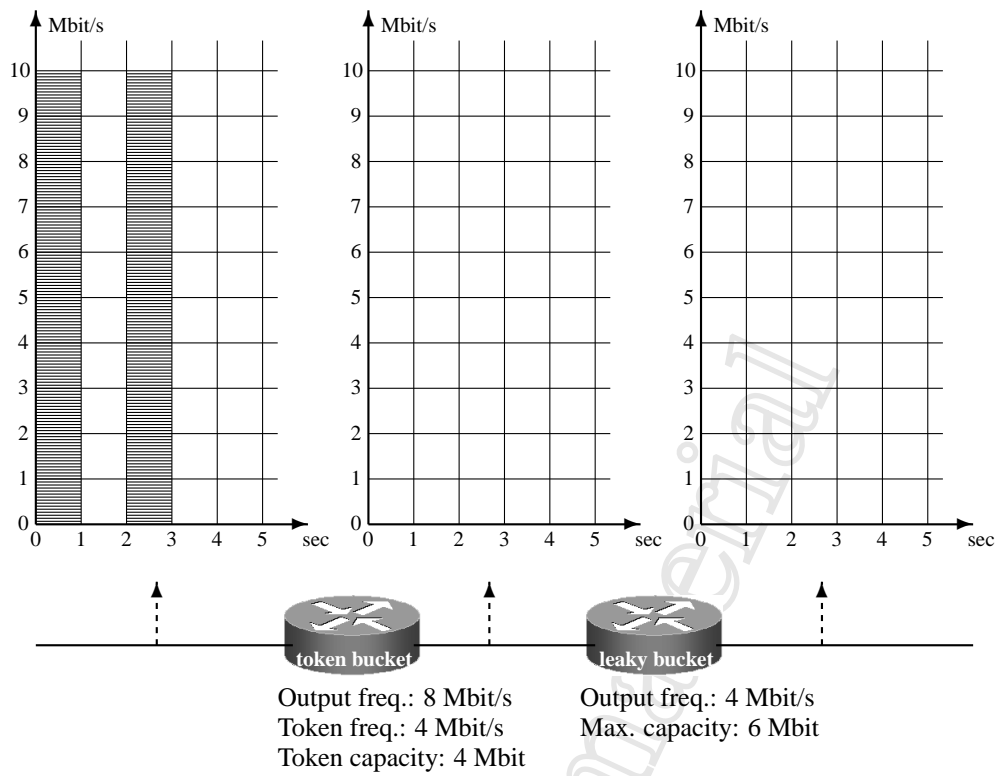 Mbit/s Mbit/s Mbit/s
10 10 10
9 9 9
8 8 8
7 7 7
6 6 6
5 5 5
4 4 4
3 3 3
2 2 2
1 1 1
0 0 0
0 1 2 3 4 5 sec 0 1 2 3 4 5 sec 0 1 2 3 4 5 sec
token bucket leaky bucket
Output freq.: 8 Mbit/s Output freq.: 4 Mbit/s
Token freq.: 4 Mbit/s Max. capacity: 6 Mbit
Token capacity: 4 Mbit
material